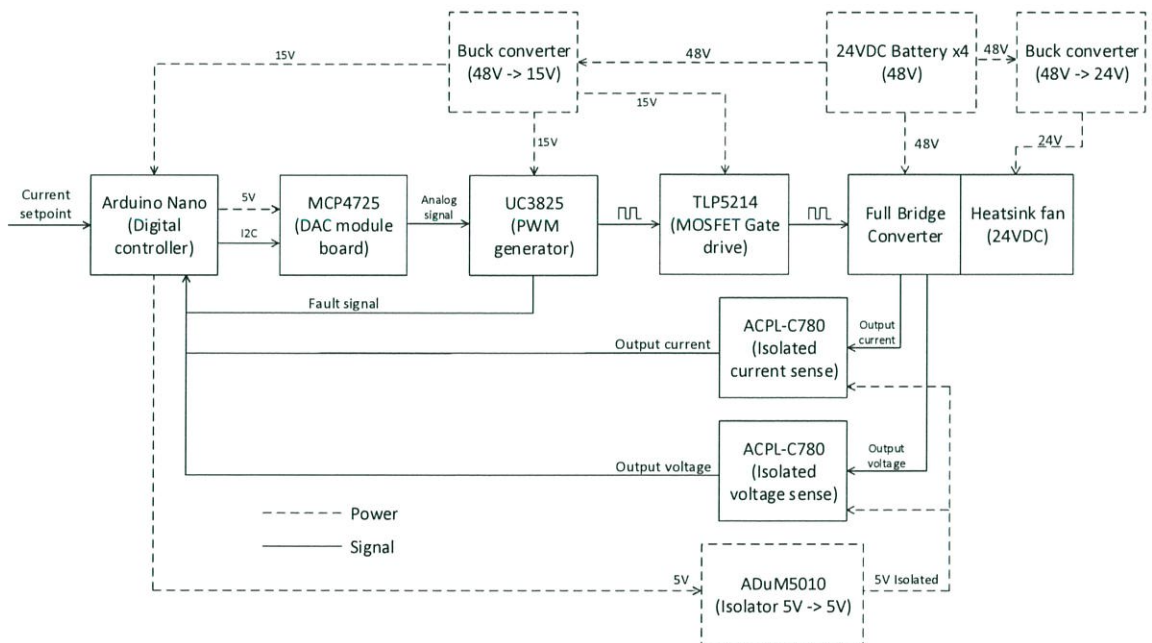 Buck converter
(48V -> 15V)
24VDC Battery x4
(48V)
Buck converter
(48V -> 24V)
15V
48V
48V
15V
15V
48V
24V
Current
setpoint
Arduino Nano
(Digital
controller)
5V
I2C
MCP4725
(DAC module
board)
Analog
signal
UC3825
(PWM
generator)
TLP5214
(MOSFET Gate
drive)
Full Bridge
Converter
Heatsink fan
(24VDC)
Fault signal
Output current
ACPL-C780
(Isolated
current sense)
Output
current
Output voltage
ACPL-C780
(Isolated
voltage sense)
Output
voltage
Power
Signal
5V
ADuM5010
(Isolator 5V -> 5V)
5V Isolated